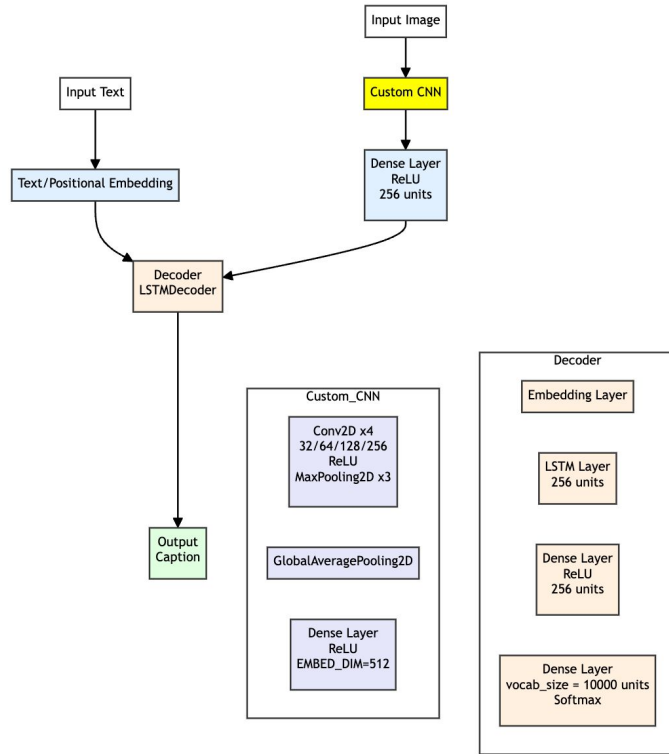 Input Image
Input Text
Custom CNN
Text/Positional Embedding
Dense Layer
ReLU
256 units
Decoder
LSTMDecoder
Output
Caption
Custom_CNN
Conv2D x4
32/64/128/256
ReLU
MaxPooling2D x3
GlobalAveragePooling2D
Dense Layer
ReLU
EMBED_DIM=512
Decoder
Embedding Layer
LSTM Layer
256 units
Dense Layer
ReLU
256 units
Dense Layer
vocab_size = 10000 units
Softmax